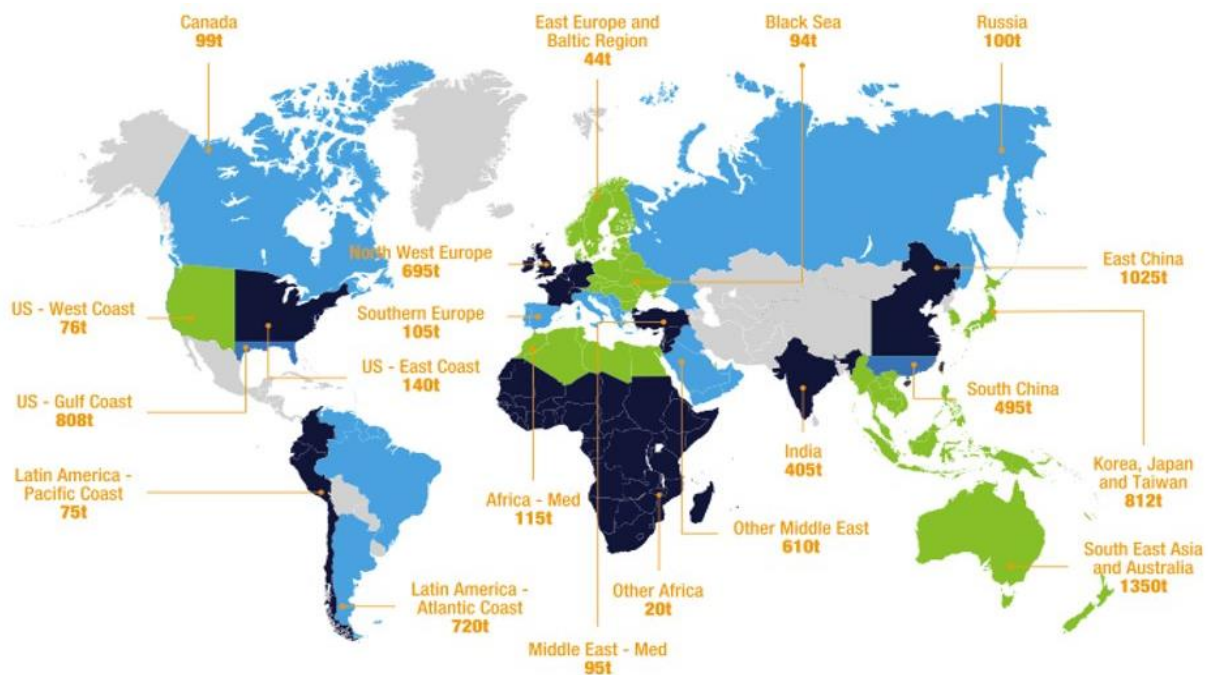 Canada
99t
East Europe and
Baltic Region
44t
Black Sea
94t
Russia
100t
North West Europe
695t
East China
1025t
US - West Coast
76t
Southern Europe
105t
US - East Coast
140t
US - Gulf Coast
808t
South China
495t
India
405t
Korea, Japan
and Taiwan
812t
Latin America -
Pacific Coast
75t
Africa - Med
115t
Other Middle East
610t
South East Asia
and Australia
1350t
Latin America -
Atlantic Coast
720t
Other Africa
20t
Middle East - Med
95t